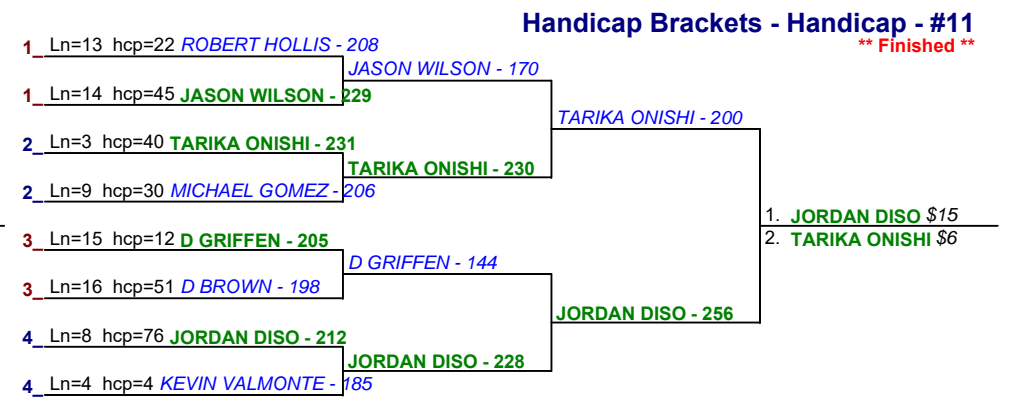 Handicap Brackets - Handicap - #11
** Finished **
1_ Ln=13 hcp=22 ROBERT HOLLIS - 208
JASON WILSON - 170
1_ Ln=14 hcp=45 JASON WILSON - 229
TARIKA ONISHI - 200
2_ Ln=3 hcp=40 TARIKA ONISHI - 231
TARIKA ONISHI - 230
2_ Ln=9 hcp=30 MICHAEL GOMEZ - 206
1. JORDAN DISO $15
2. TARIKA ONISHI $6
3_ Ln=15 hcp=12 D GRIFFEN - 205
D GRIFFEN - 144
3_ Ln=16 hcp=51 D BROWN - 198
JORDAN DISO - 256
4_ Ln=8 hcp=76 JORDAN DISO - 212
JORDAN DISO - 228
4_ Ln=4 hcp=4 KEVIN VALMONTE - 185